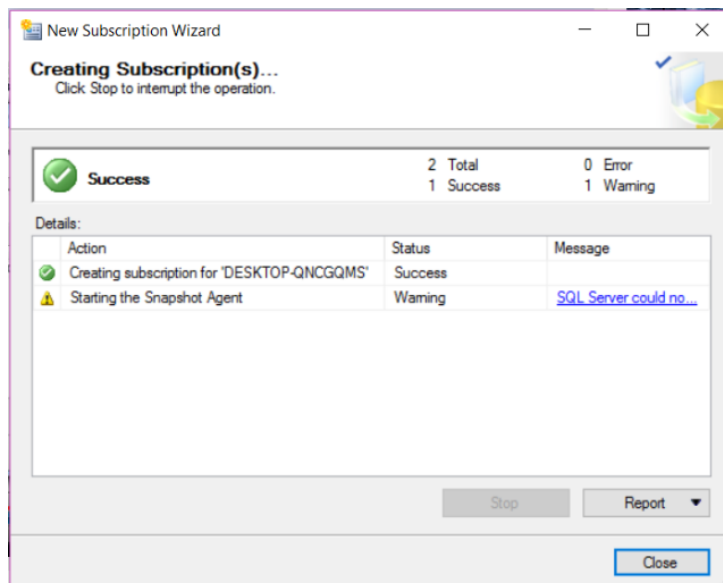 New Subscription Wizard
Creating Subscription(s)...
Click Stop to interrupt the operation.
Success
2 Total
0 Error
1 Success
1 Warning
Details:
Action Status Message
Creating subscription for 'DESKTOP-QNCGQMS' Success
Starting the Snapshot Agent Warning SQL Server could no...
Stop Report
Close